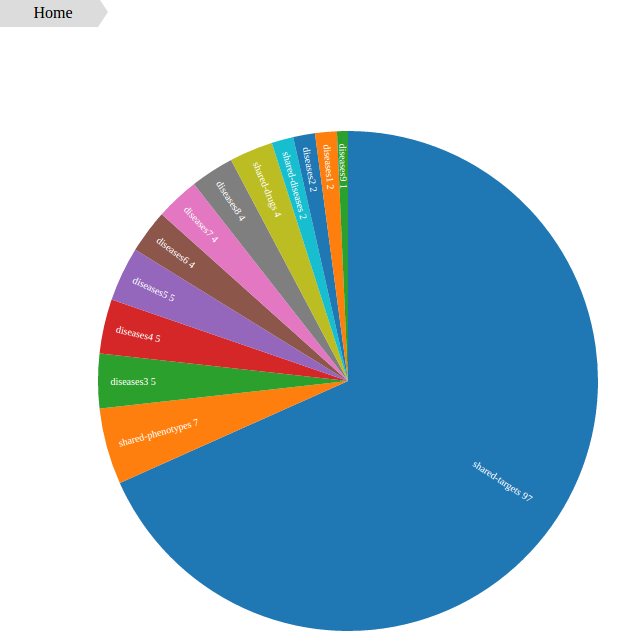 Home
shared-targets 97
shared-phenotypes 7
diseases3 5
diseases4 5
diseases5 5
diseases6 4
diseases7 4
diseases8 4
shared-drugs 4
shared-diseases 2
diseases2 2
diseases1 2
diseases9 1